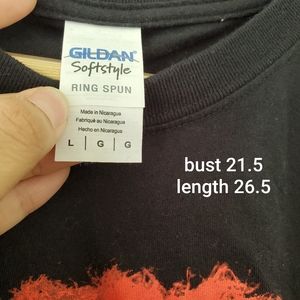 GILDAN
Softstyle
RING SPUN
Made in Nicaragua
Fabriqué au Nicaragua
Hecho en Nicaragua
L | G | G
bust 21.5
length 26.5